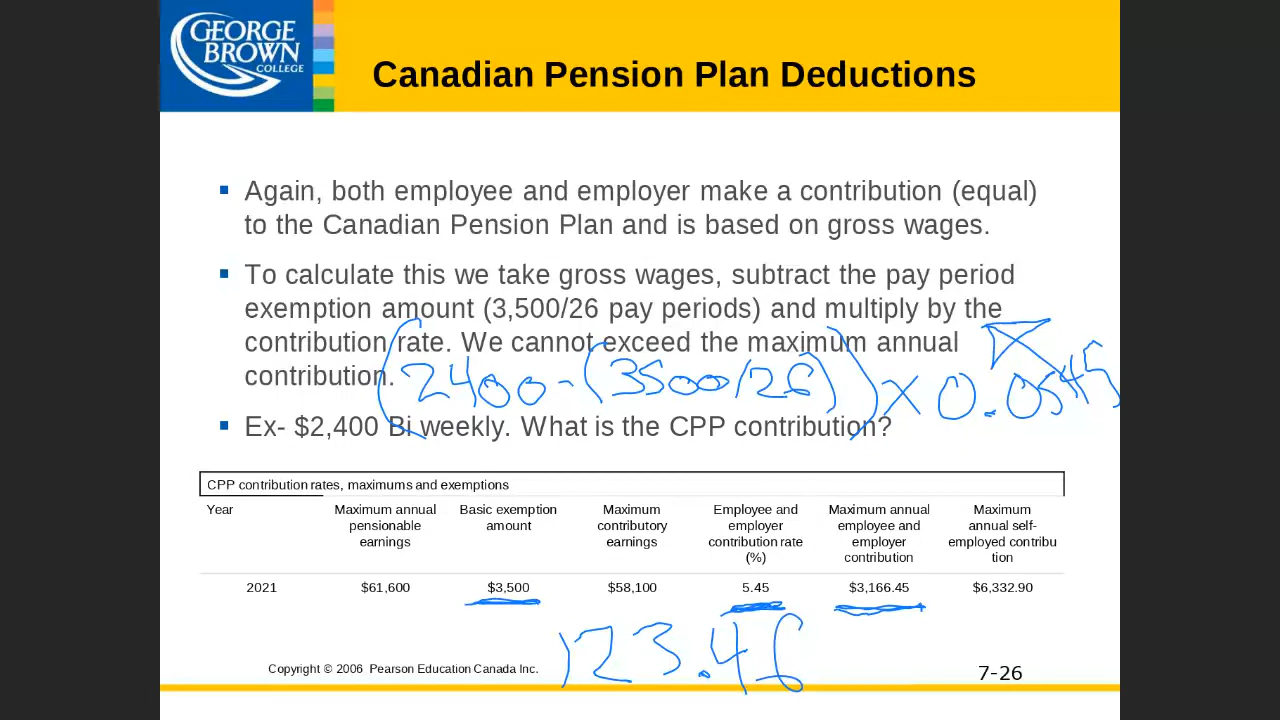 GEORGE
BROWN
COLLEGE
Canadian Pension Plan Deductions
Again, both employee and employer make a contribution (equal)
to the Canadian Pension Plan and is based on gross wages.
To calculate this we take gross wages, subtract the pay period
exemption amount (3,500/26 pay periods) and multiply by the
contribution rate. We cannot exceed the maximum annual
contribution.
(2400-(3500/26)) x 0.0545
Ex- $2,400 Bi weekly. What is the CPP contribution?
CPP contribution rates, maximums and exemptions
Year
Maximum annual
pensionable
earnings
Basic exemption
amount
Maximum
contributory
earnings
Employee and
employer
contribution rate
(%)
Maximum annual
employee and
employer
contribution
Maximum
annual self-
employed contribu
tion
2021 $61,600 $3,500 $58,100 5.45 $3,166.45 $6,332.90
123.46
Copyright © 2006 Pearson Education Canada Inc.
7-26